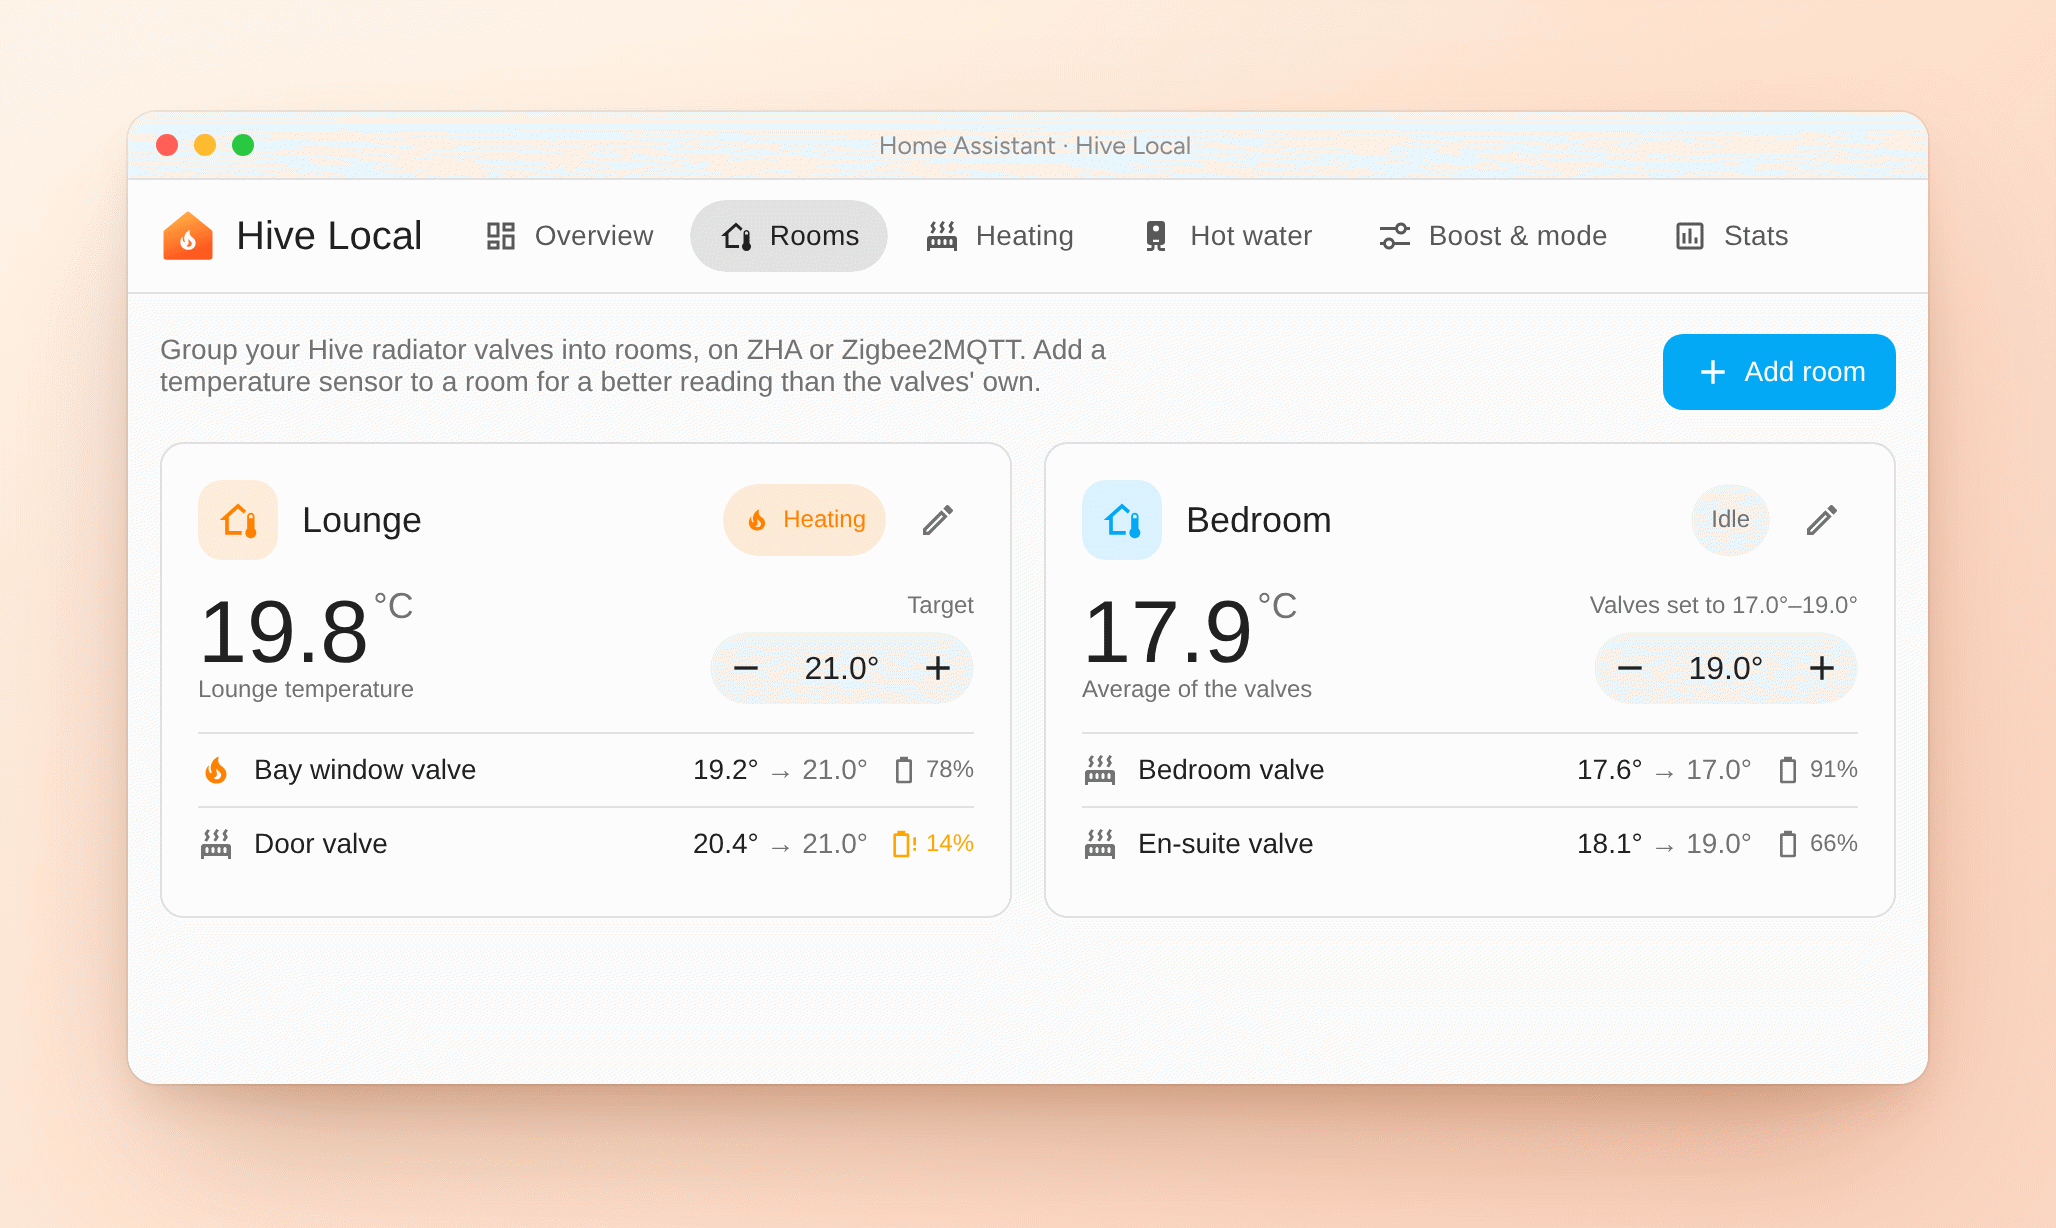 Home Assistant · Hive Local
Hive Local
Overview
Rooms
Heating
Hot water
Boost & mode
Stats
Group your Hive radiator valves into rooms, on ZHA or Zigbee2MQTT. Add a
temperature sensor to a room for a better reading than the valves' own.
Add room
Lounge
Heating
19.8 °C
Lounge temperature
Target
− 21.0° +
Bay window valve 19.2° → 21.0° 78%
Door valve 20.4° → 21.0° 14%
Bedroom
Idle
17.9 °C
Average of the valves
Valves set to 17.0°–19.0°
− 19.0° +
Bedroom valve 17.6° → 17.0° 91%
En-suite valve 18.1° → 19.0° 66%